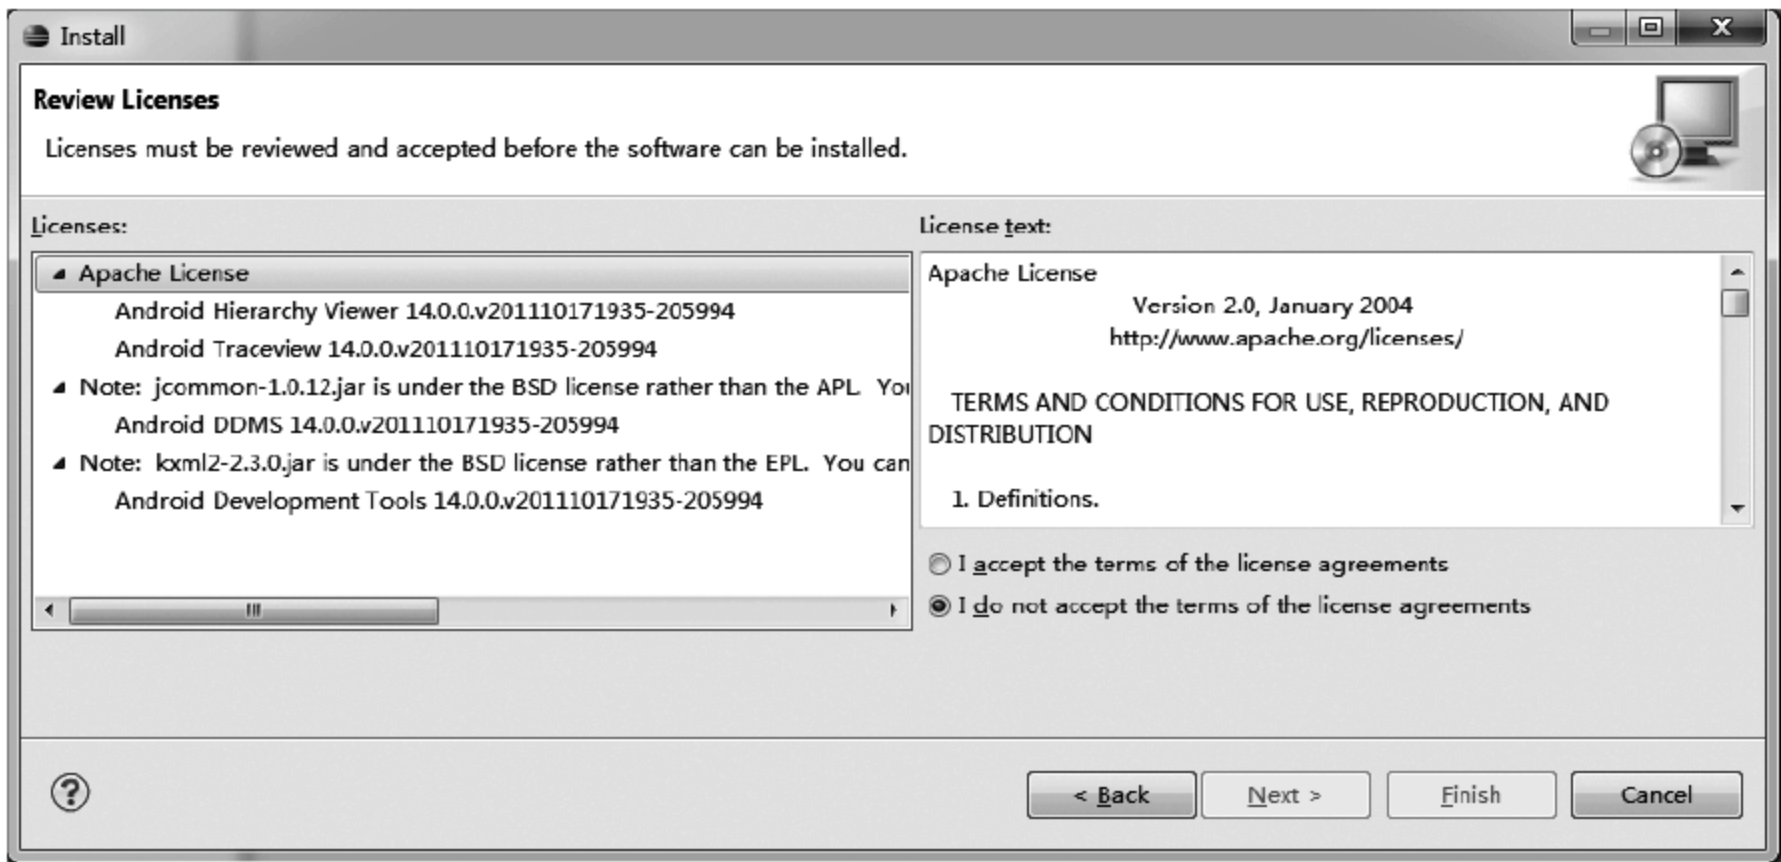 Install
Review Licenses
Licenses must be reviewed and accepted before the software can be installed.
Licenses:
Apache License
Android Hierarchy Viewer 14.0.0.v201110171935-205994
Android Traceview 14.0.0.v201110171935-205994
Note: jcommon-1.0.12.jar is under the BSD license rather than the APL. You
Android DDMS 14.0.0.v201110171935-205994
Note: kxml2-2.3.0.jar is under the BSD license rather than the EPL. You can
Android Development Tools 14.0.0.v201110171935-205994
License text:
Apache License
Version 2.0, January 2004
http://www.apache.org/licenses/
TERMS AND CONDITIONS FOR USE, REPRODUCTION, AND
DISTRIBUTION
1. Definitions.
I accept the terms of the license agreements
I do not accept the terms of the license agreements
< Back
Next >
Finish
Cancel